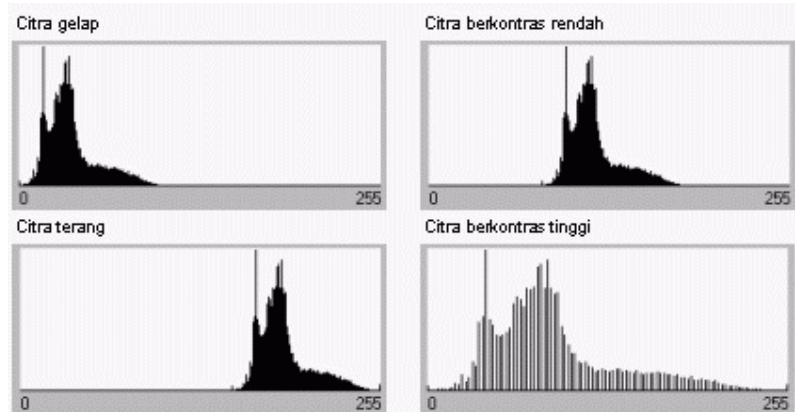 Citra gelap
Citra berkontras rendah
0 255
0 255
Citra terang
Citra berkontras tinggi
0 255
0 255